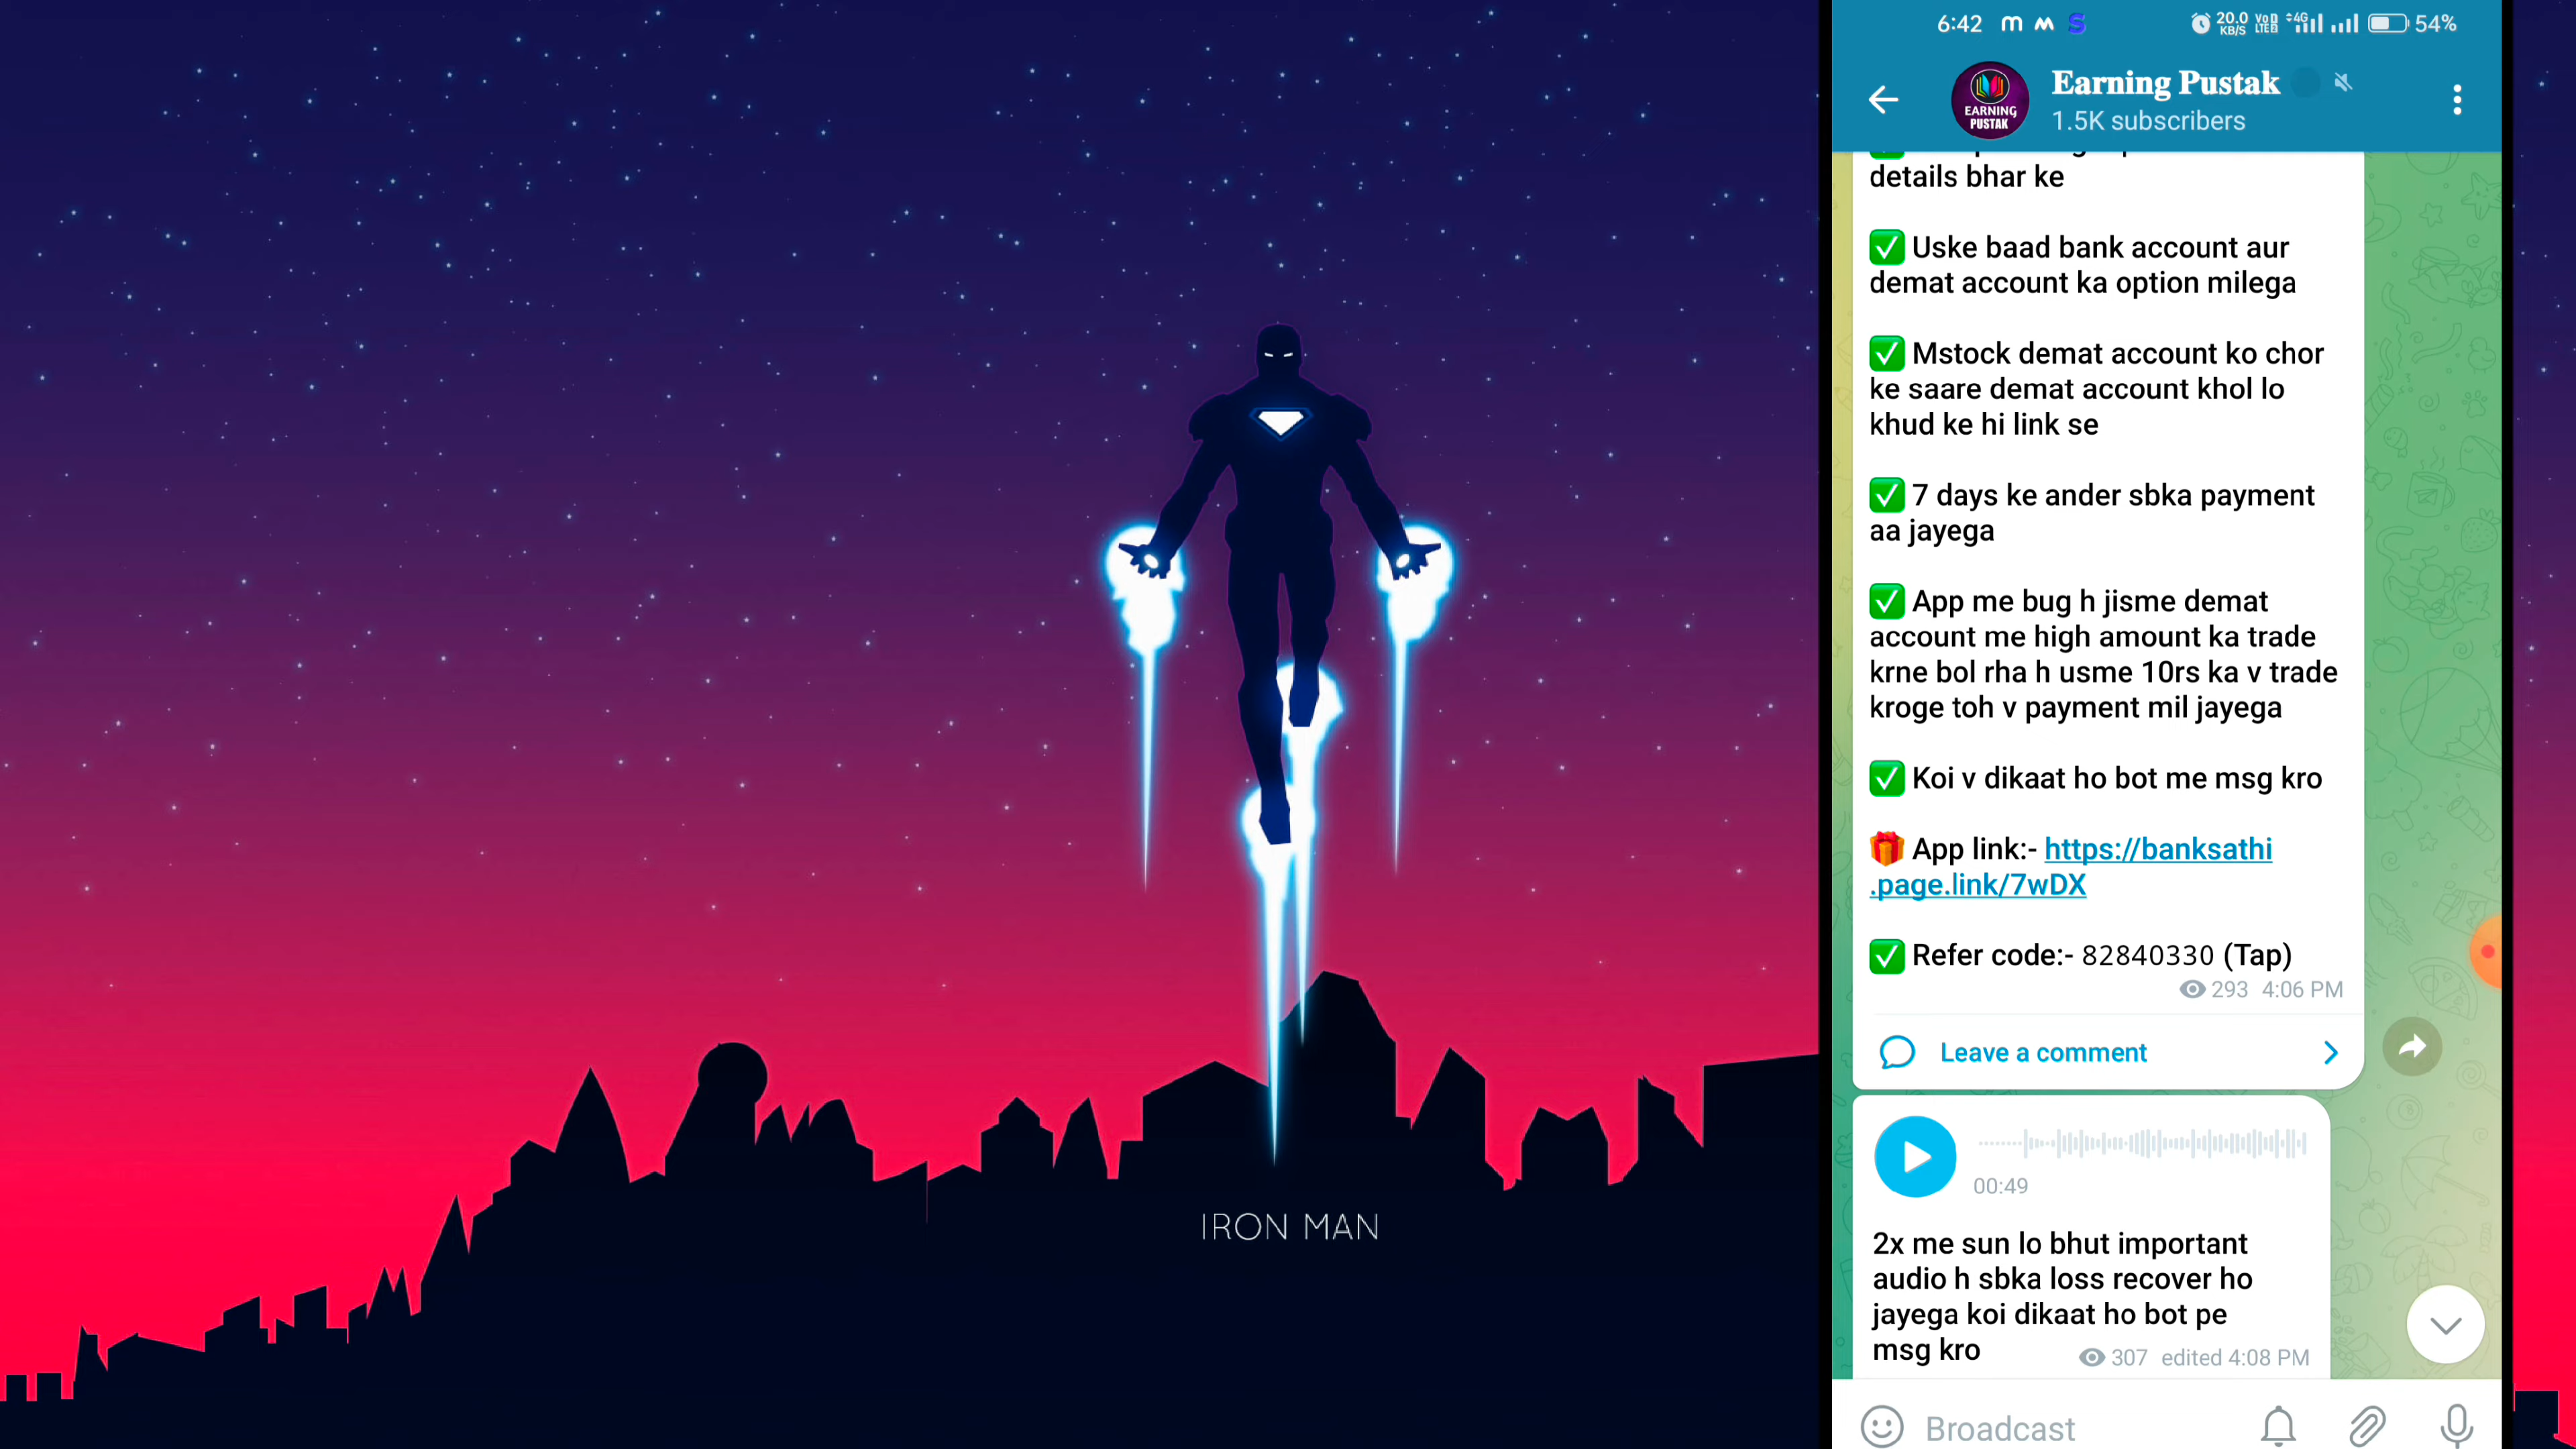 IRON MAN
6:42
20.0 KB/S
VoD LTE 4G
54%
Earning Pustak
EARNING PUSTAK
1.5K subscribers
details bhar ke
✅ Uske baad bank account aur
demat account ka option milega
✅ Mstock demat account ko chor
ke saare demat account khol lo
khud ke hi link se
✅ 7 days ke ander sbka payment
aa jayega
✅ App me bug h jisme demat
account me high amount ka trade
krne bol rha h usme 10rs ka v trade
kroge toh v payment mil jayega
✅ Koi v dikaat ho bot me msg kro
🎁 App link:- https://banksathi
.page.link/7wDX
✅ Refer code:- 82840330 (Tap)
293 4:06 PM
Leave a comment
00:49
2x me sun lo bhut important
audio h sbka loss recover ho
jayega koi dikaat ho bot pe
msg kro
307 edited 4:08 PM
Broadcast